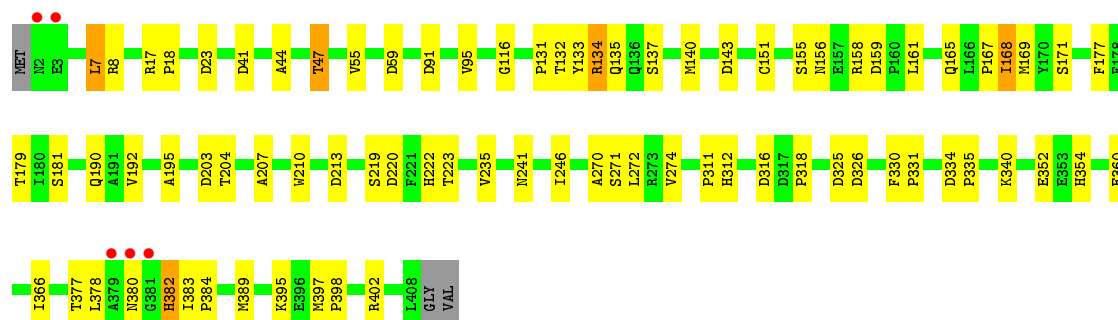 MET N2 E3 L7 R8 R17 P18 D23 D41 A44 T47 V55 D59 D91 V95 G116 P131 T132 Y133 R134 Q135 Q136 S137 M140 D143 C151 S155 N156 E157 R158 D159 P160 L161 Q165 L166 P167 I168 M169 Y170 S171 F177 E178
T179 I180 S181 Q190 A191 V192 A195 D203 T204 A207 W210 D213 S219 D220 F221 H222 T223 V235 N241 I246 A270 S271 L272 R273 V274 P311 H312 D316 D317 P318 D325 D326 F330 P331 D334 P335 K340 E352 E353 H354
I366 T377 L378 A379 N380 G381 H382 Y383 P384 M389 K395 E396 M397 P398 R402 L408 GLY VAL